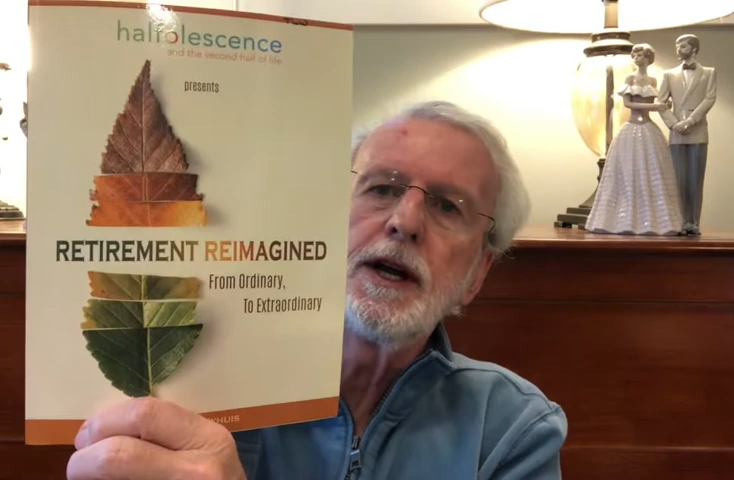 halfolescence
and the second half of life
presents
RETIREMENT REIMAGINED
From Ordinary,
To Extraordinary